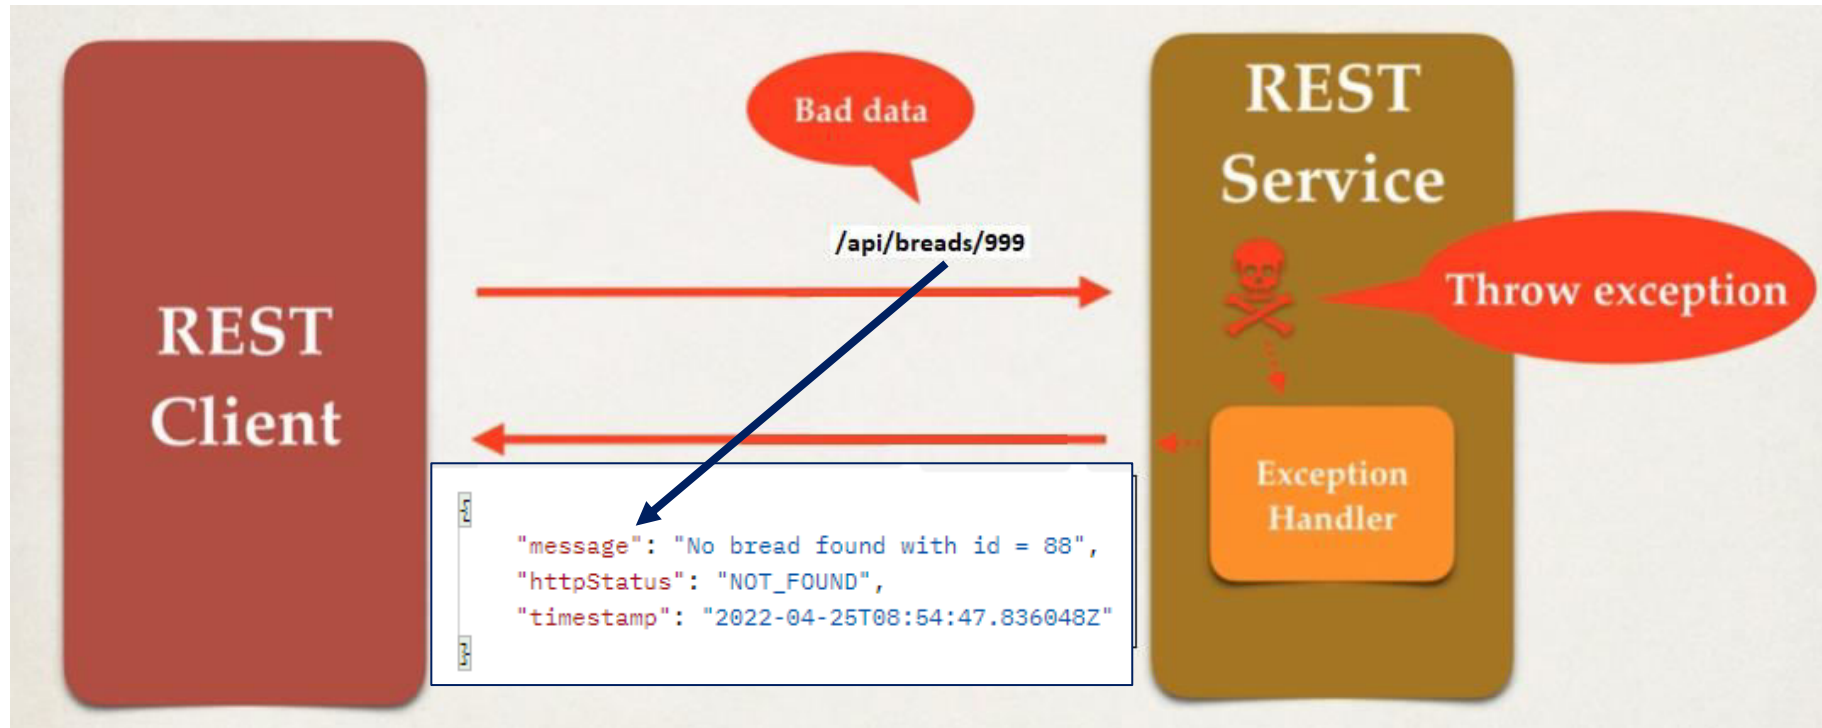 REST
Client
Bad data
/api/breads/999
REST
Service
Throw exception
Exception
Handler
{
"message": "No bread found with id = 88",
"httpStatus": "NOT_FOUND",
"timestamp": "2022-04-25T08:54:47.836048Z"
}